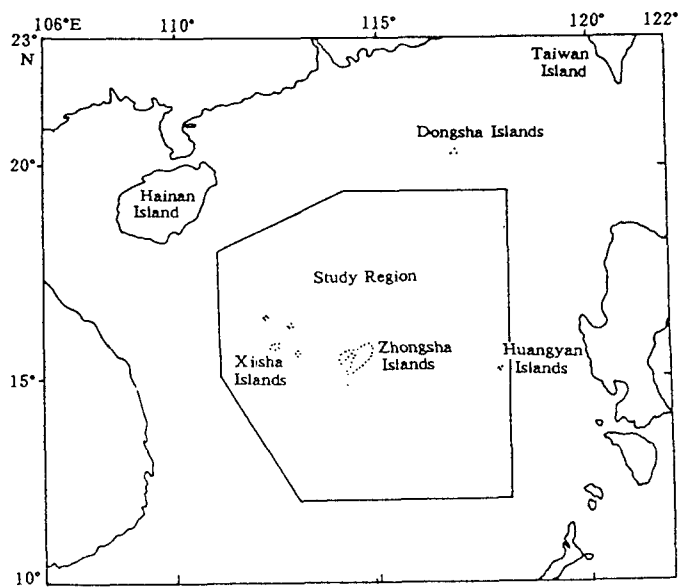 106°E 110° 115° 120° 122°
23°
N
Taiwan
Island
Dongsha Islands
20°
Hainan
Island
Study Region
Xiisha
Islands
Zhongsha
Islands
Huangyan
Islands
15°
10°